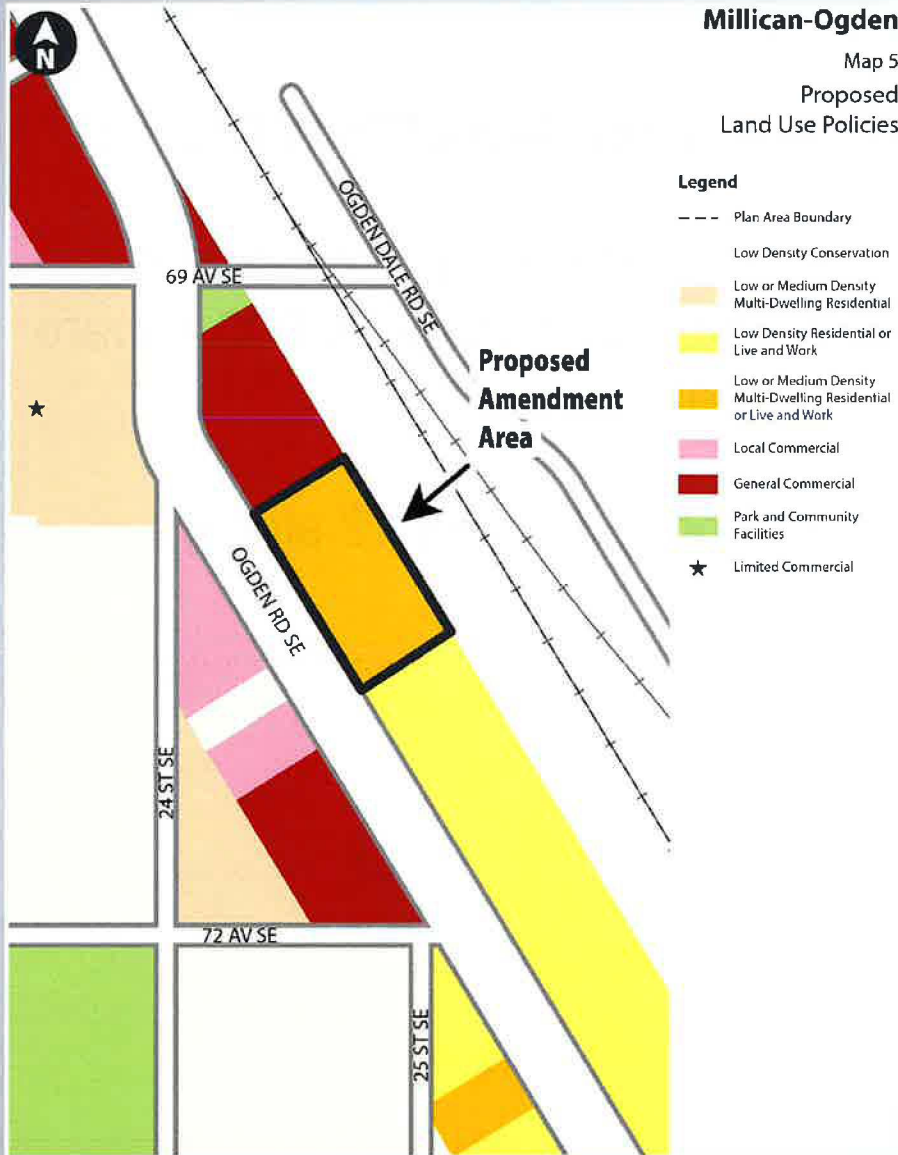 Millican-Ogden
Map 5
Proposed
Land Use Policies
Legend
Plan Area Boundary
Low Density Conservation
Low or Medium Density
Multi-Dwelling Residential
Low Density Residential or
Live and Work
Low or Medium Density
Multi-Dwelling Residential
or Live and Work
Local Commercial
General Commercial
Park and Community
Facilities
Limited Commercial
N
OGDEN DALE RD SE
69 AV SE
Proposed
Amendment
Area
OGDEN RD SE
24 ST SE
72 AV SE
25 ST SE